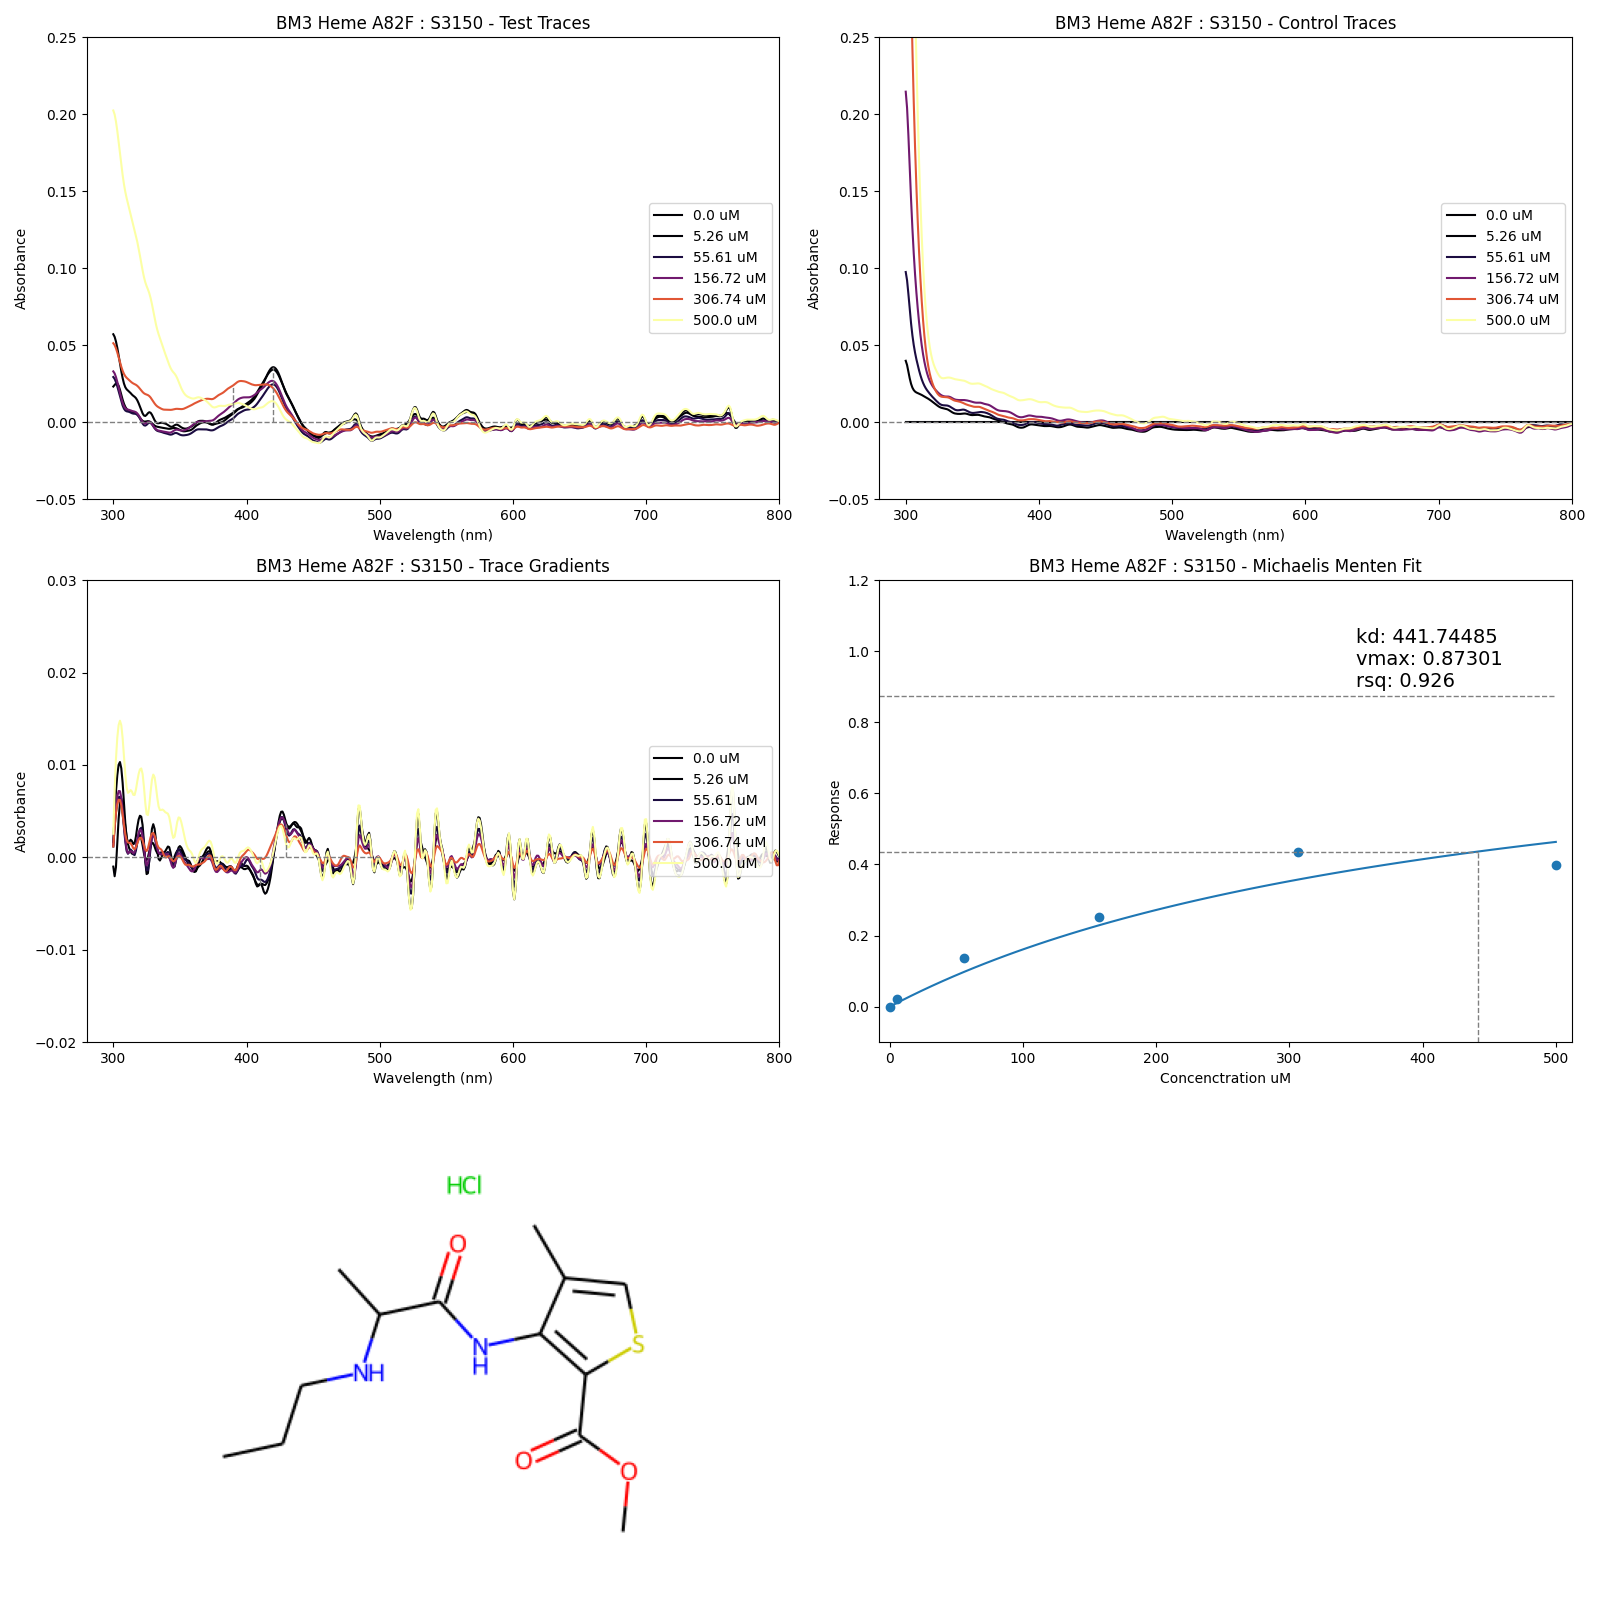 BM3 Heme A82F : S3150 - Test Traces
0.25
0.20
0.15
0.10
0.05
0.00
−0.05
Absorbance
300 400 500 600 700 800
Wavelength (nm)
0.0 uM
5.26 uM
55.61 uM
156.72 uM
306.74 uM
500.0 uM
BM3 Heme A82F : S3150 - Control Traces
0.25
0.20
0.15
0.10
0.05
0.00
−0.05
Absorbance
300 400 500 600 700 800
Wavelength (nm)
0.0 uM
5.26 uM
55.61 uM
156.72 uM
306.74 uM
500.0 uM
BM3 Heme A82F : S3150 - Trace Gradients
0.03
0.02
0.01
0.00
−0.01
−0.02
Absorbance
300 400 500 600 700 800
Wavelength (nm)
0.0 uM
5.26 uM
55.61 uM
156.72 uM
306.74 uM
500.0 uM
BM3 Heme A82F : S3150 - Michaelis Menten Fit
1.2
1.0
0.8
0.6
0.4
0.2
0.0
Response
kd: 441.74485
vmax: 0.87301
rsq: 0.926
0 100 200 300 400 500
Concenctration uM
HCl
O
S
N
H
NH
O
O